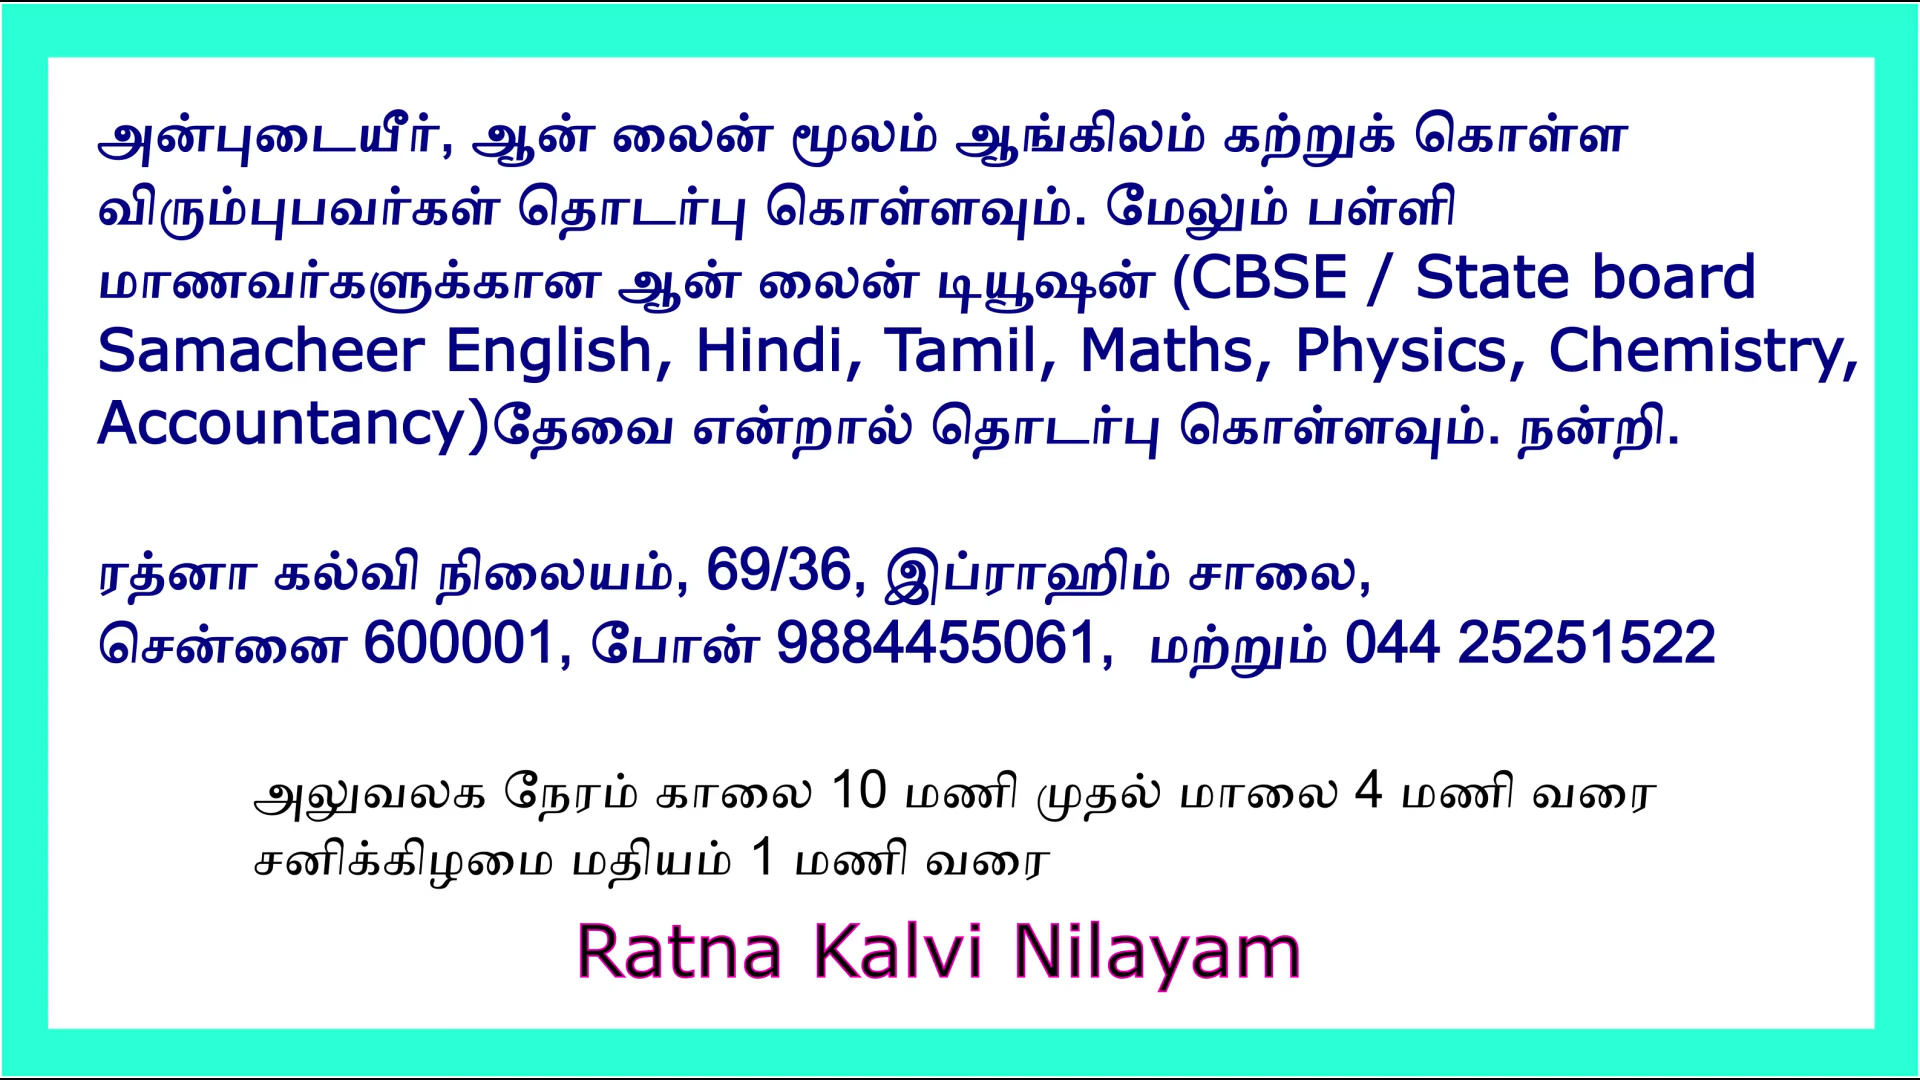 அன்புடையீர், ஆன் லைன் மூலம் ஆங்கிலம் கற்றுக் கொள்ள
விரும்புபவர்கள் தொடர்பு கொள்ளவும். மேலும் பள்ளி
மாணவர்களுக்கான ஆன் லைன் டியூஷன் (CBSE / State board
Samacheer English, Hindi, Tamil, Maths, Physics, Chemistry,
Accountancy)தேவை என்றால் தொடர்பு கொள்ளவும். நன்றி.
ரத்னா கல்வி நிலையம், 69/36, இப்ராஹிம் சாலை,
சென்னை 600001, போன் 9884455061, மற்றும் 044 25251522
அலுவலக நேரம் காலை 10 மணி முதல் மாலை 4 மணி வரை
சனிக்கிழமை மதியம் 1 மணி வரை
Ratna Kalvi Nilayam